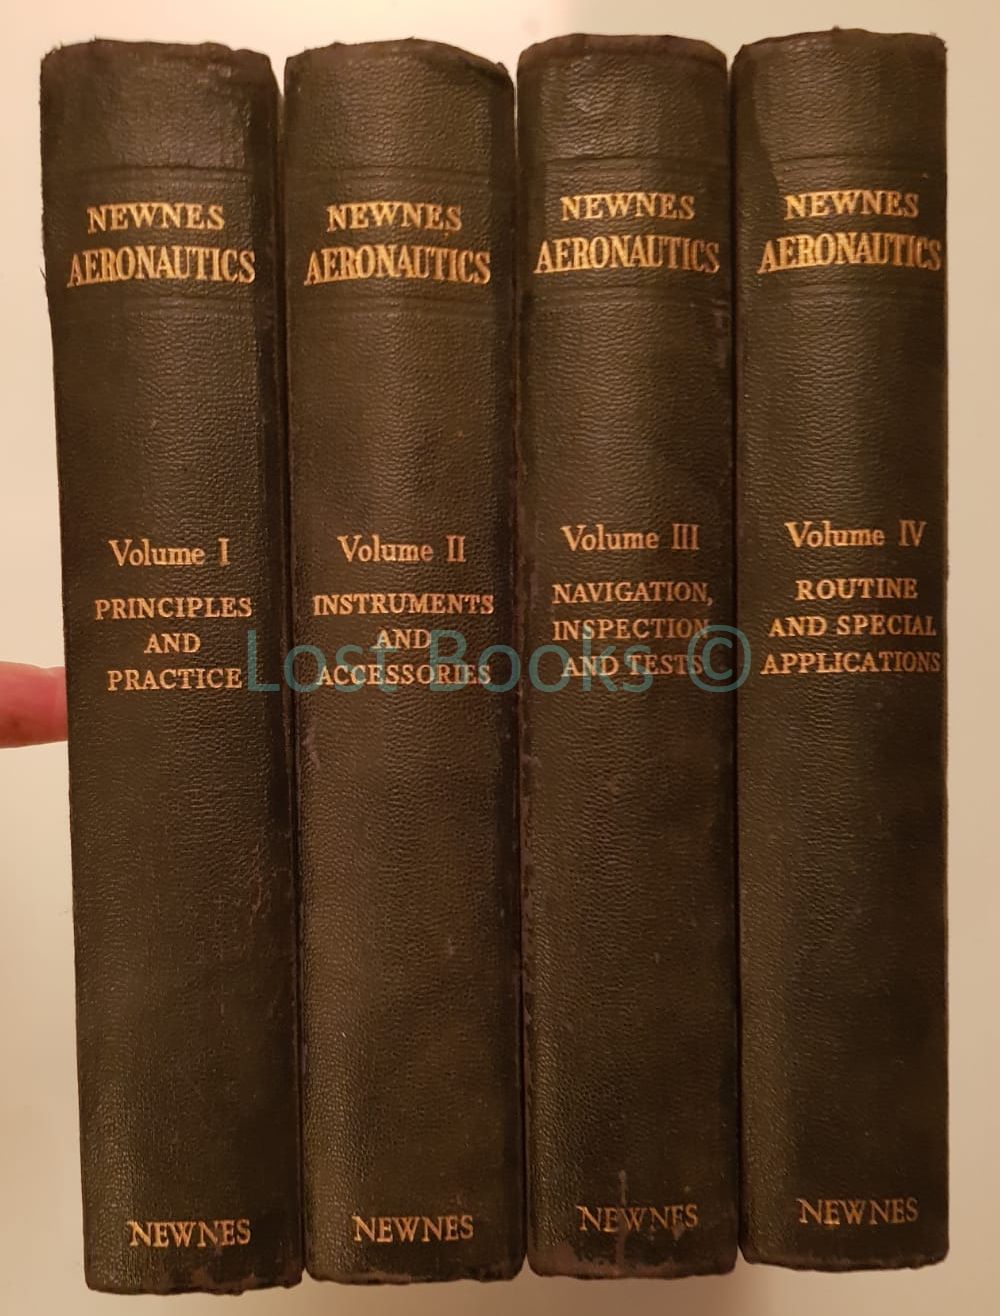 NEWNES
AERONAUTICS
Volume I
PRINCIPLES
AND
PRACTICE
NEWNES
NEWNES
AERONAUTICS
Volume II
INSTRUMENTS
AND
ACCESSORIES
NEWNES
NEWNES
AERONAUTICS
Volume III
NAVIGATION,
INSPECTION
AND TESTS
NEWNES
NEWNES
AERONAUTICS
Volume IV
ROUTINE
AND SPECIAL
APPLICATIONS
NEWNES
Lost Books ©